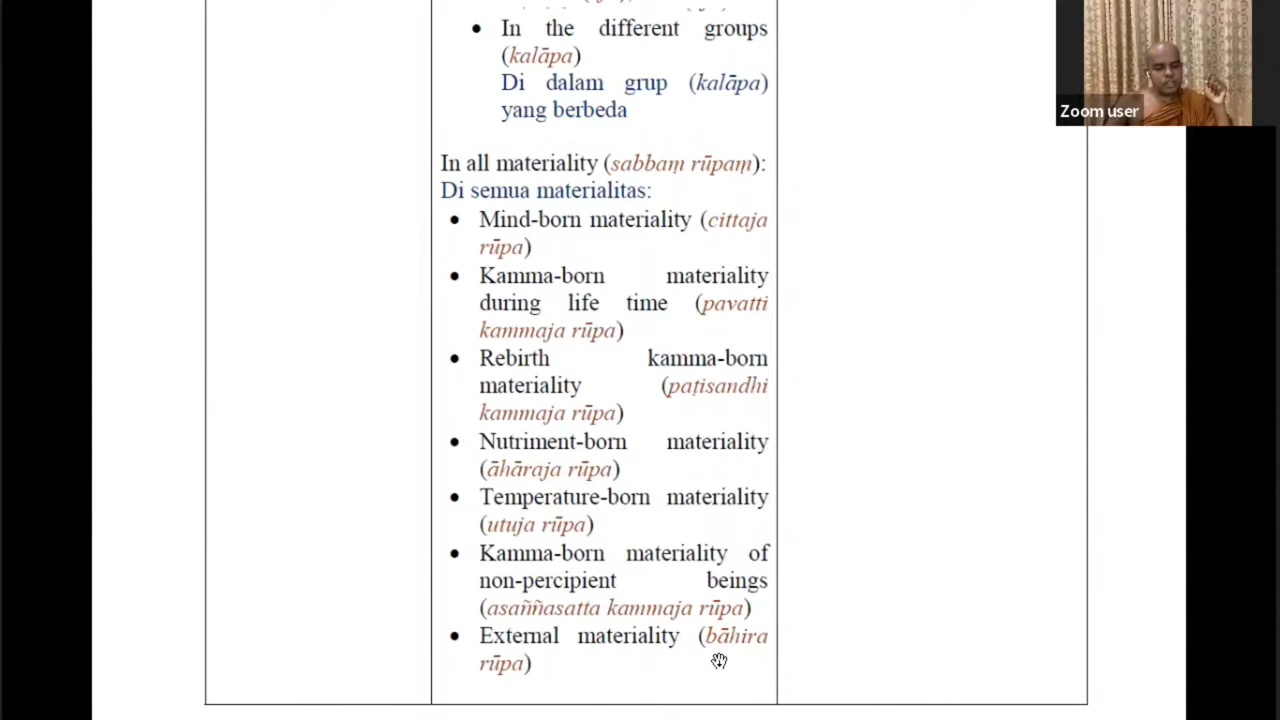 • In the different groups
(kalāpa)
Di dalam grup (kalāpa)
yang berbeda
In all materiality (sabbaṃ rūpaṃ):
Di semua materialitas:
• Mind-born materiality (cittaja
rūpa)
• Kamma-born materiality
during life time (pavatti
kammaja rūpa)
• Rebirth kamma-born
materiality (paṭisandhi
kammaja rūpa)
• Nutriment-born materiality
(āhāraja rūpa)
• Temperature-born materiality
(utuja rūpa)
• Kamma-born materiality of
non-percipient beings
(asaññasatta kammaja rūpa)
• External materiality (bāhira
rūpa)
Zoom user